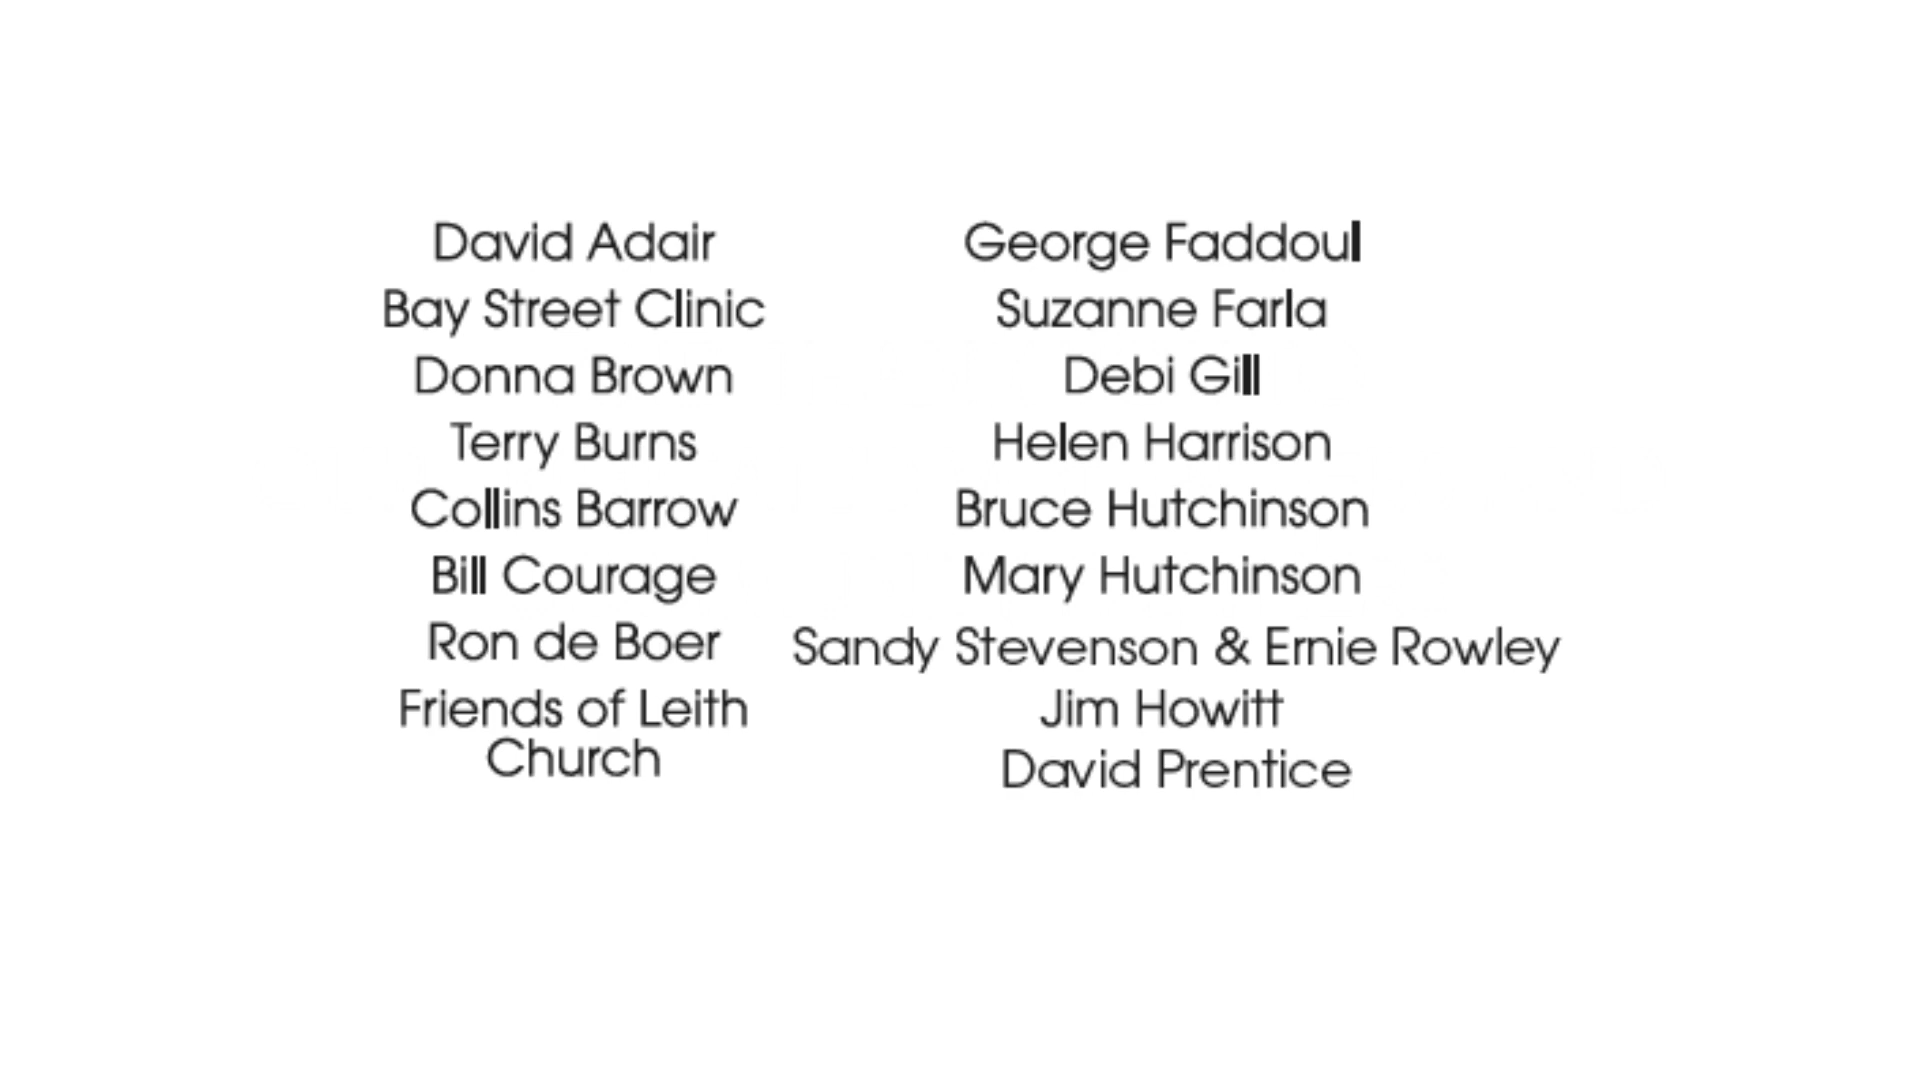 David Adair
Bay Street Clinic
Donna Brown
Terry Burns
Collins Barrow
Bill Courage
Ron de Boer
Friends of Leith
Church
George Faddoul
Suzanne Farla
Debi Gill
Helen Harrison
Bruce Hutchinson
Mary Hutchinson
Sandy Stevenson & Ernie Rowley
Jim Howitt
David Prentice